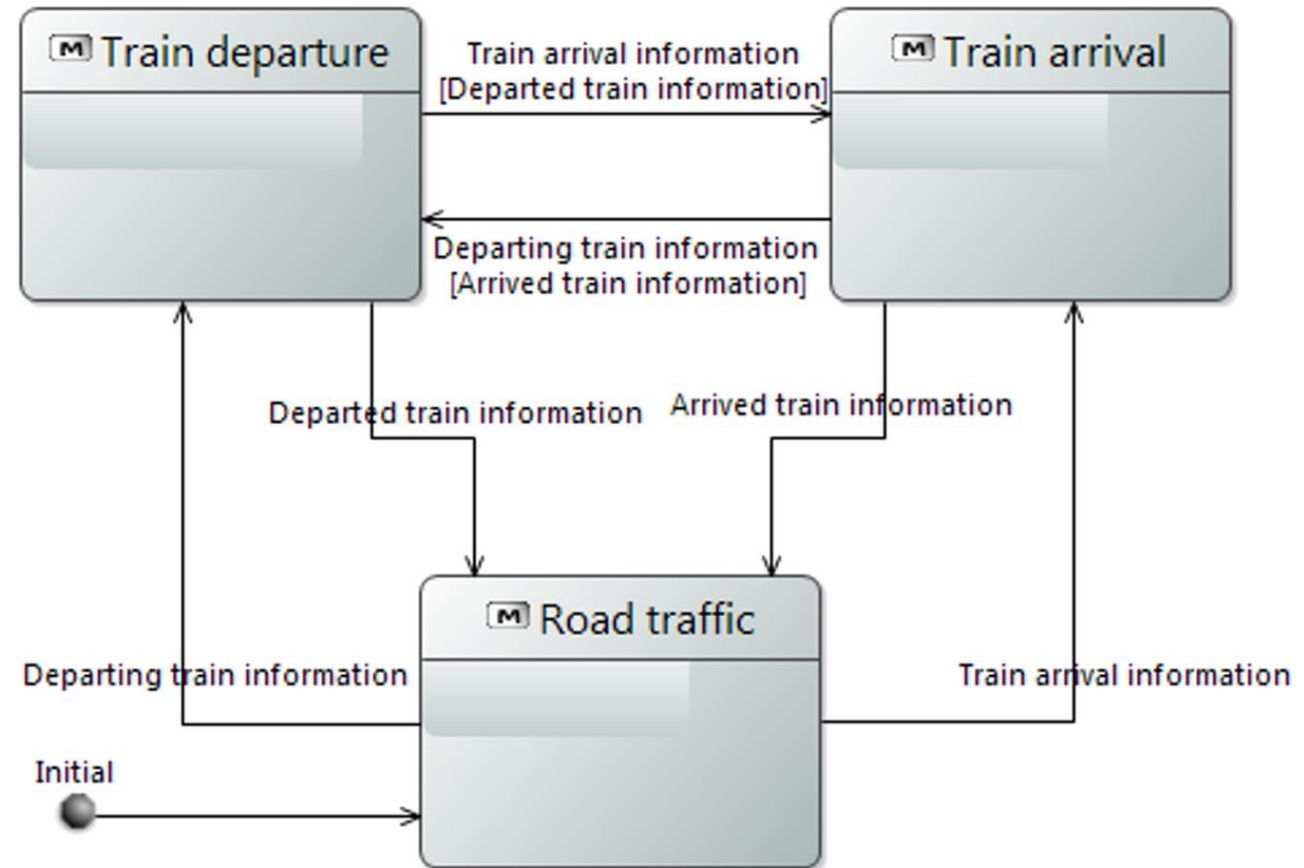 M Train departure
Train arrival information
[Departed train information]
M Train arrival
Departing train information
[Arrived train information]
Departed train information
Arrived train information
M Road traffic
Departing train information
Train arrival information
Initial